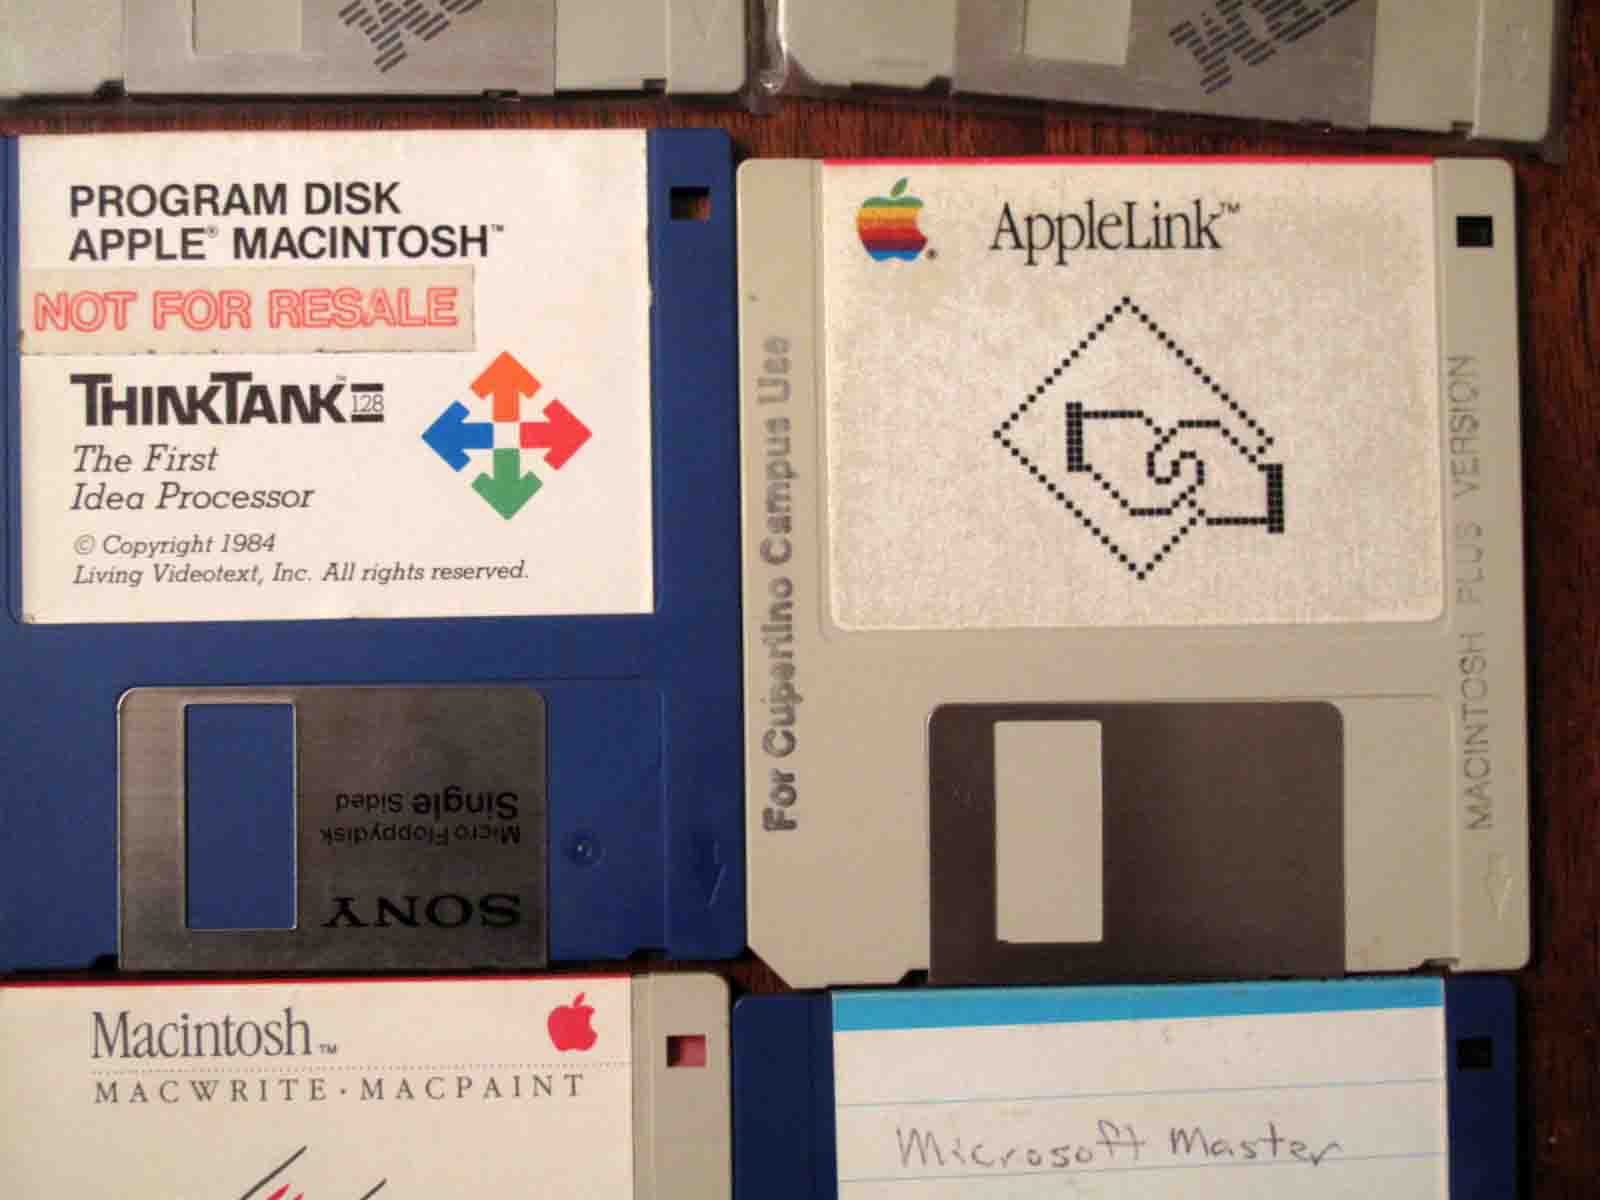 PROGRAM DISK
APPLE® MACINTOSH™
NOT FOR RESALE
THINKTANK™ 128
The First
Idea Processor
© Copyright 1984
Living Videotext, Inc. All rights reserved.
SONY
Micro Floppydisk
Single Sided
AppleLink™
For Cupertino Campus Use
MACINTOSH PLUS VERSION
Macintosh™
MACWRITE · MACPAINT
Microsoft Master